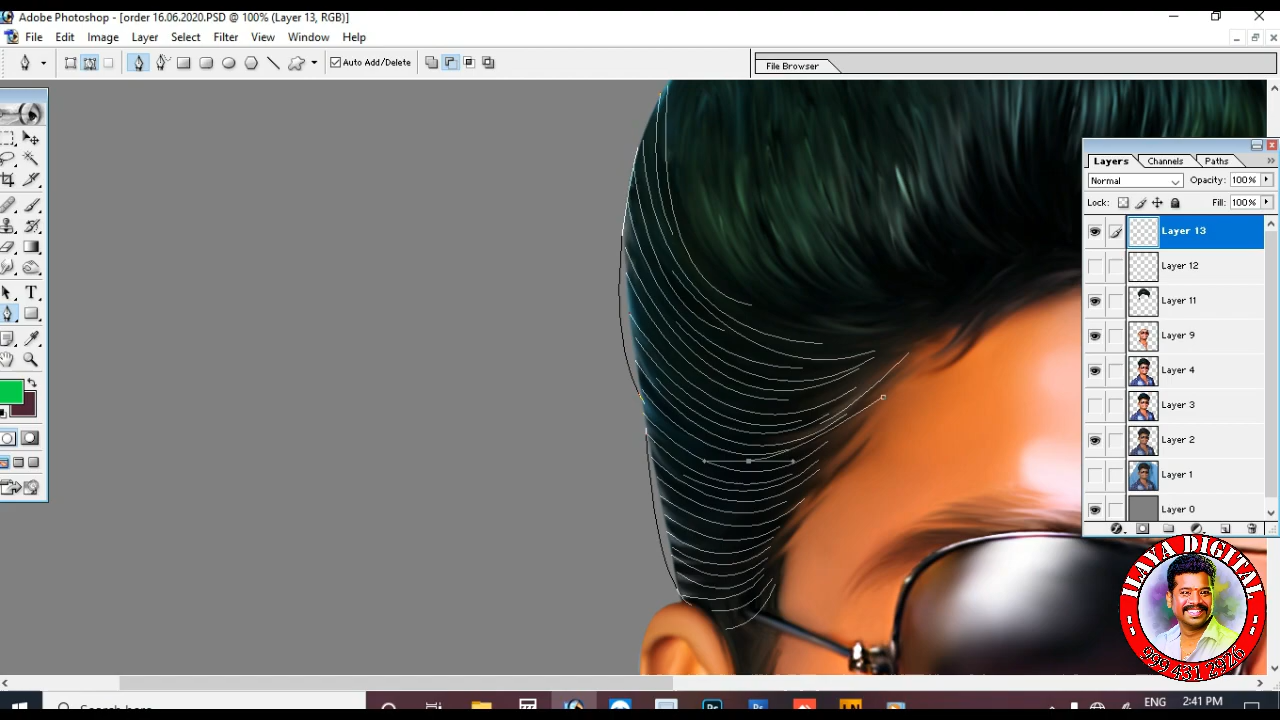 Adobe Photoshop - [order 16.06.2020.PSD @ 100% (Layer 13, RGB)]
File Edit Image Layer Select Filter View Window Help
Auto Add/Delete
File Browser
Layers Channels Paths
Normal Opacity: 100%
Lock: Fill: 100%
Layer 13
Layer 12
Layer 11
Layer 9
Layer 4
Layer 3
Layer 2
Layer 1
Layer 0
ILAYA DIGITAL
999 431 2926
ENG 2:41 PM